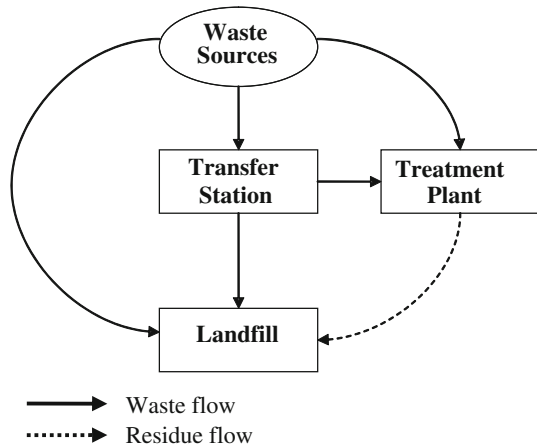 Waste
Sources
Transfer
Station
Treatment
Plant
Landfill
Waste flow
Residue flow